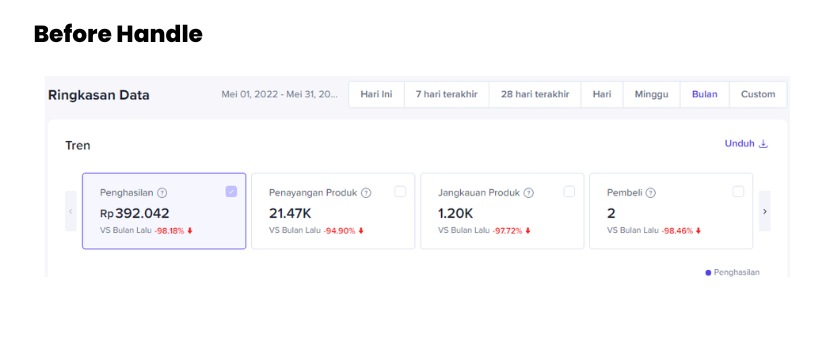 Before Handle
Ringkasan Data
Mei 01, 2022 - Mei 31, 20...
Hari Ini
7 hari terakhir
28 hari terakhir
Hari
Minggu
Bulan
Custom
Tren
Unduh
Penghasilan
Rp392.042
VS Bulan Lalu -98.18%
Penayangan Produk
21.47K
VS Bulan Lalu -94.90%
Jangkauan Produk
1.20K
VS Bulan Lalu -97.72%
Pembeli
2
VS Bulan Lalu -98.46%
Penghasilan